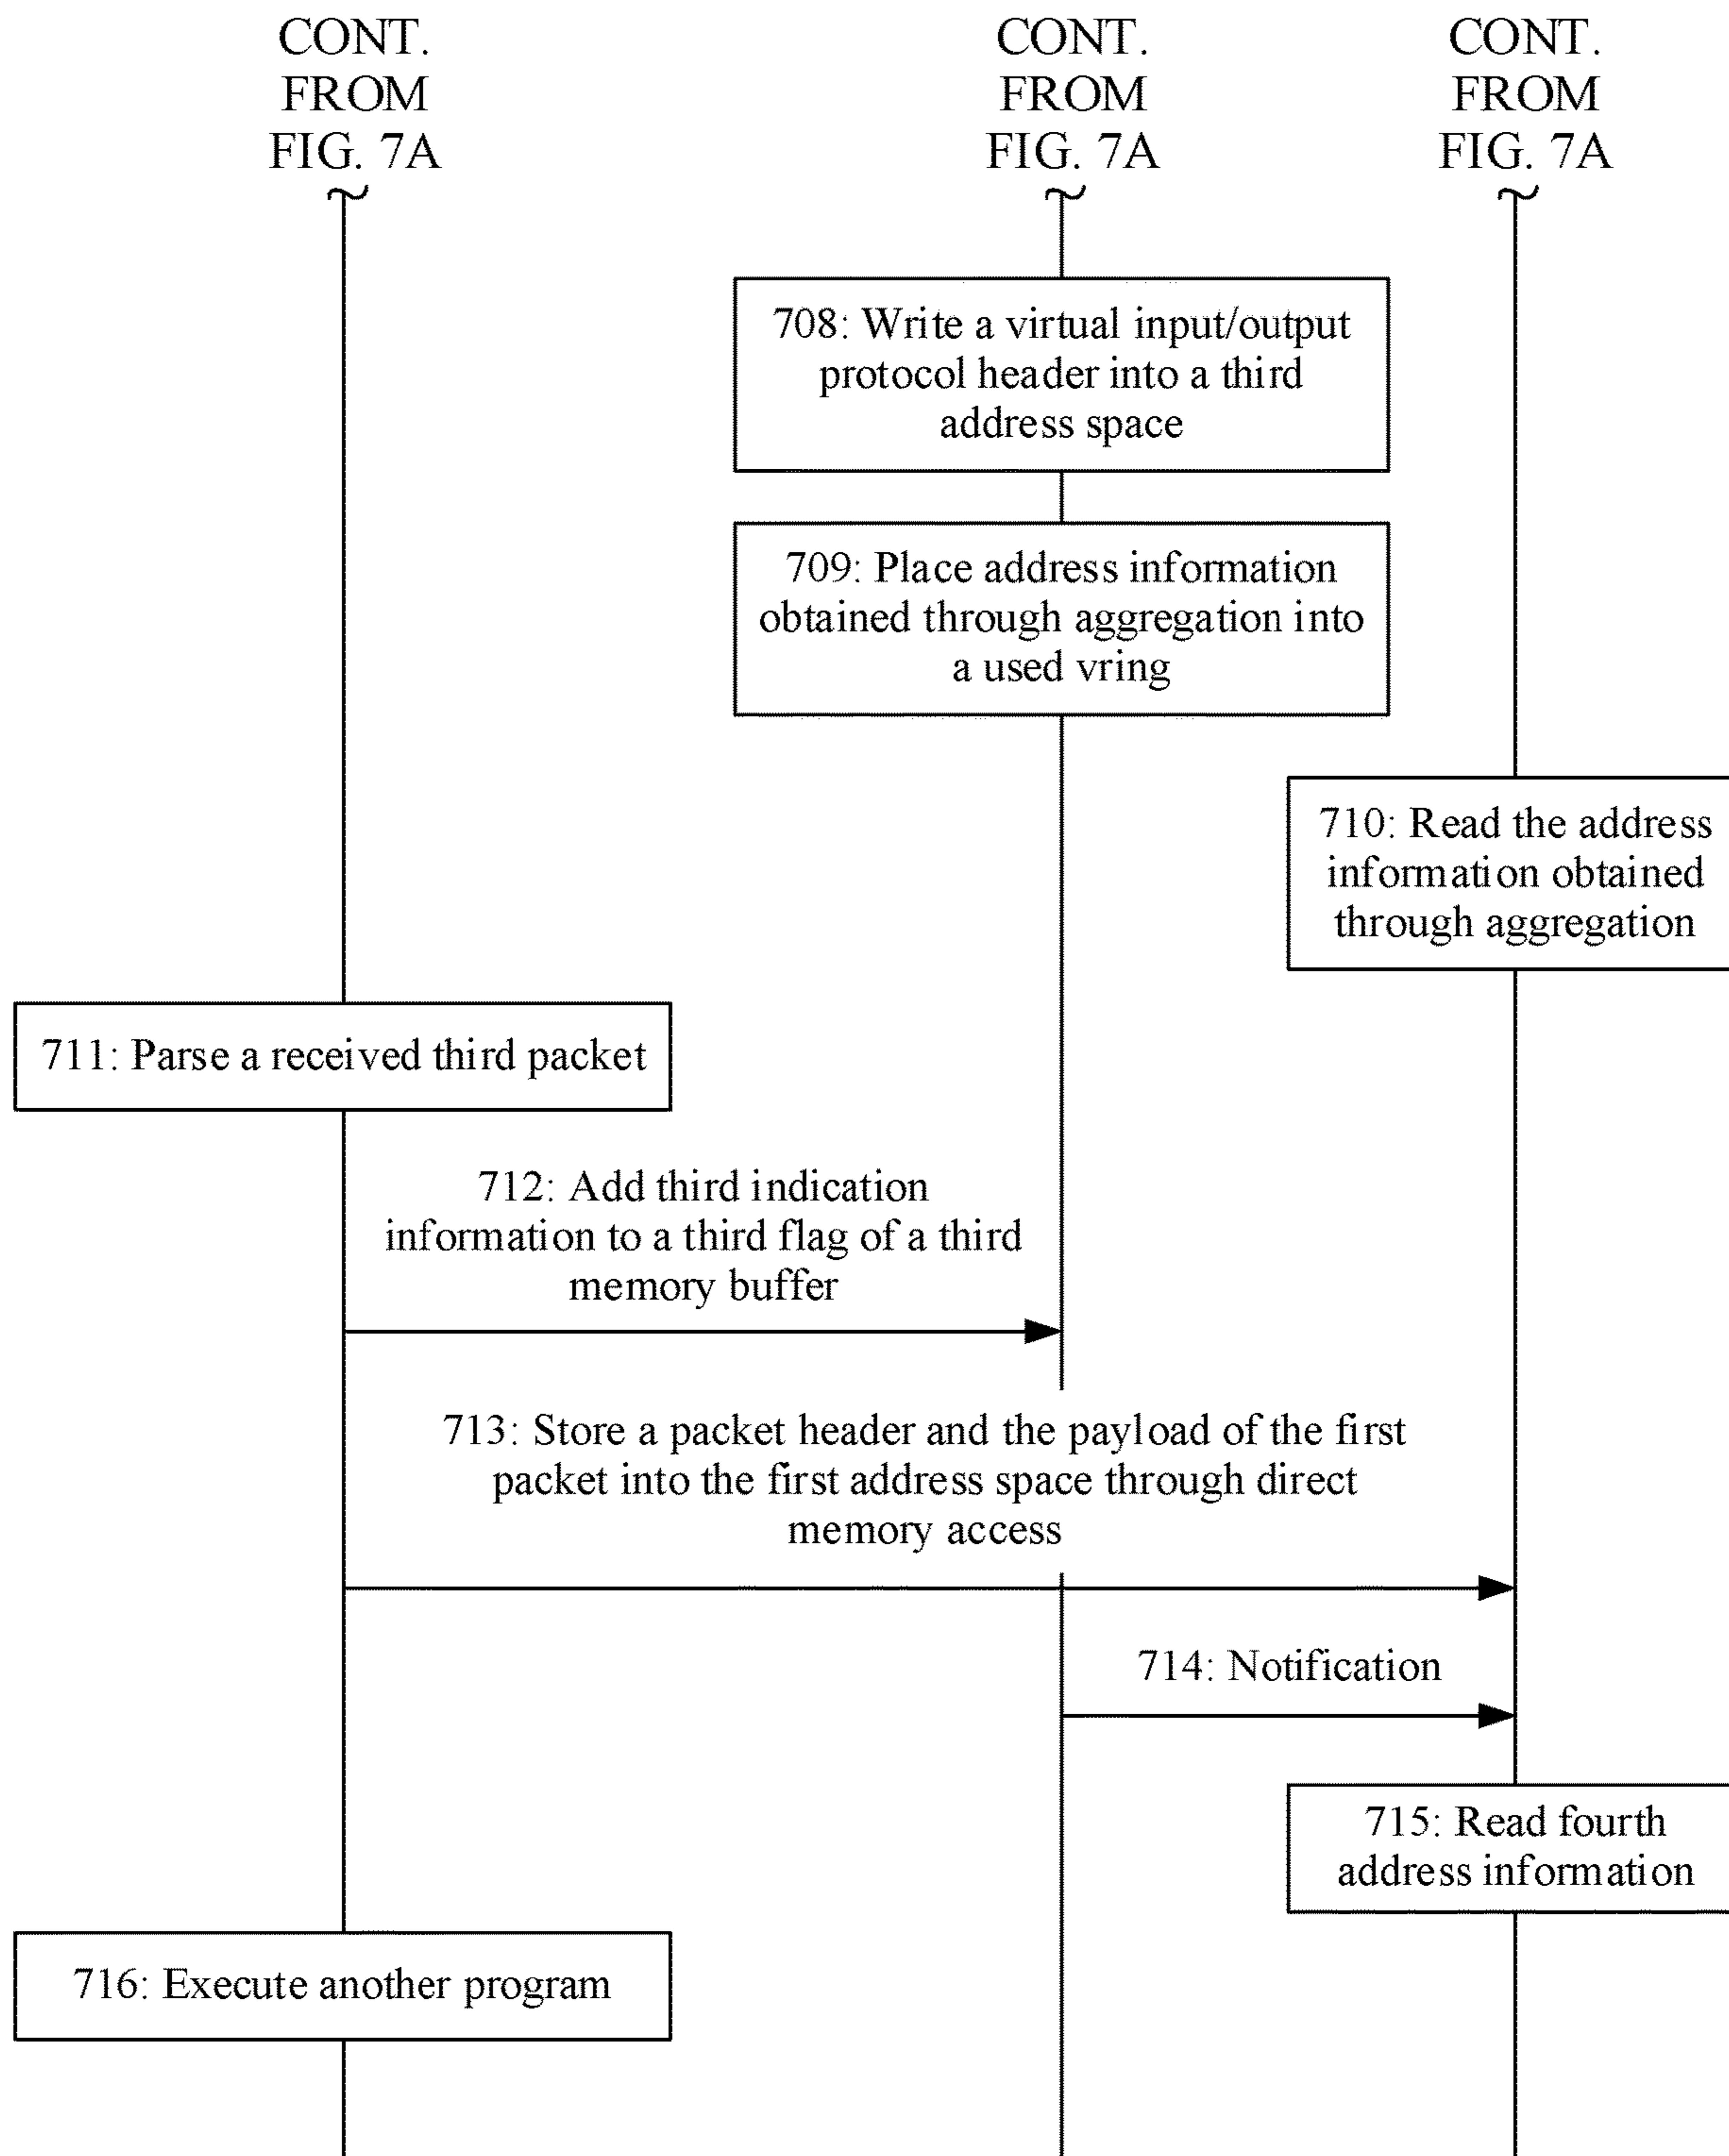 CONT.
FROM
FIG. 7A
CONT.
FROM
FIG. 7A
CONT.
FROM
FIG. 7A
708: Write a virtual input/output
protocol header into a third
address space
709: Place address information
obtained through aggregation into
a used vring
710: Read the address
information obtained
through aggregation
711: Parse a received third packet
712: Add third indication
information to a third flag of a third
memory buffer
713: Store a packet header and the payload of the first
packet into the first address space through direct
memory access
714: Notification
715: Read fourth
address information
716: Execute another program